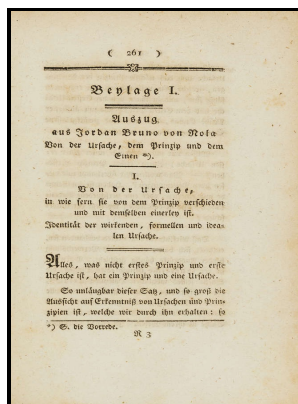 ( 261 )
Beylage I.
Auszug
aus Jordan Bruno von Nola
Von der Ursache, dem Prinzip und dem
Einen *).
I.
Von der Ursache,
in wie fern sie von dem Prinzip verschieden
und mit demselben einerley ist.
Identität der wirkenden, formellen und idea-
len Ursache.
Alles, was nicht erstes Prinzip und erste
Ursache ist, hat ein Prinzip und eine Ursache.
So unläugbar dieser Satz, und so groß die
Aussicht auf Erkenntniß von Ursachen und Prin-
zipien ist, welche wir durch ihn erhalten: so
*) S. die Vorrede.
R 3